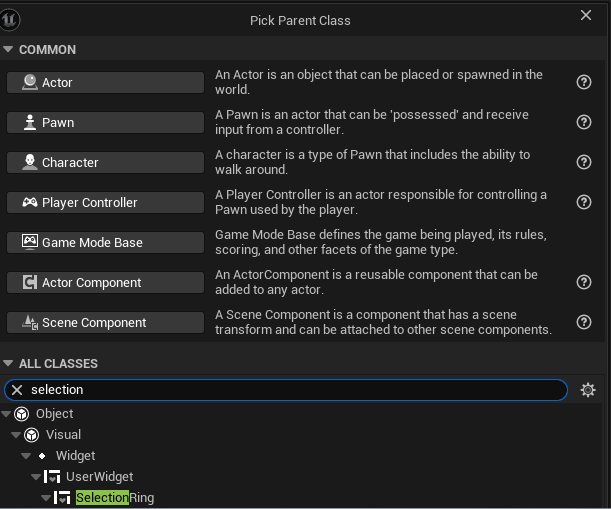 Pick Parent Class
COMMON
Actor
An Actor is an object that can be placed or spawned in the
world.
Pawn
A Pawn is an actor that can be 'possessed' and receive
input from a controller.
Character
A character is a type of Pawn that includes the ability to
walk around.
Player Controller
A Player Controller is an actor responsible for controlling a
Pawn used by the player.
Game Mode Base
Game Mode Base defines the game being played, its rules,
scoring, and other facets of the game type.
Actor Component
An ActorComponent is a reusable component that can be
added to any actor.
Scene Component
A Scene Component is a component that has a scene
transform and can be attached to other scene components.
ALL CLASSES
selection
Object
Visual
Widget
UserWidget
SelectionRing